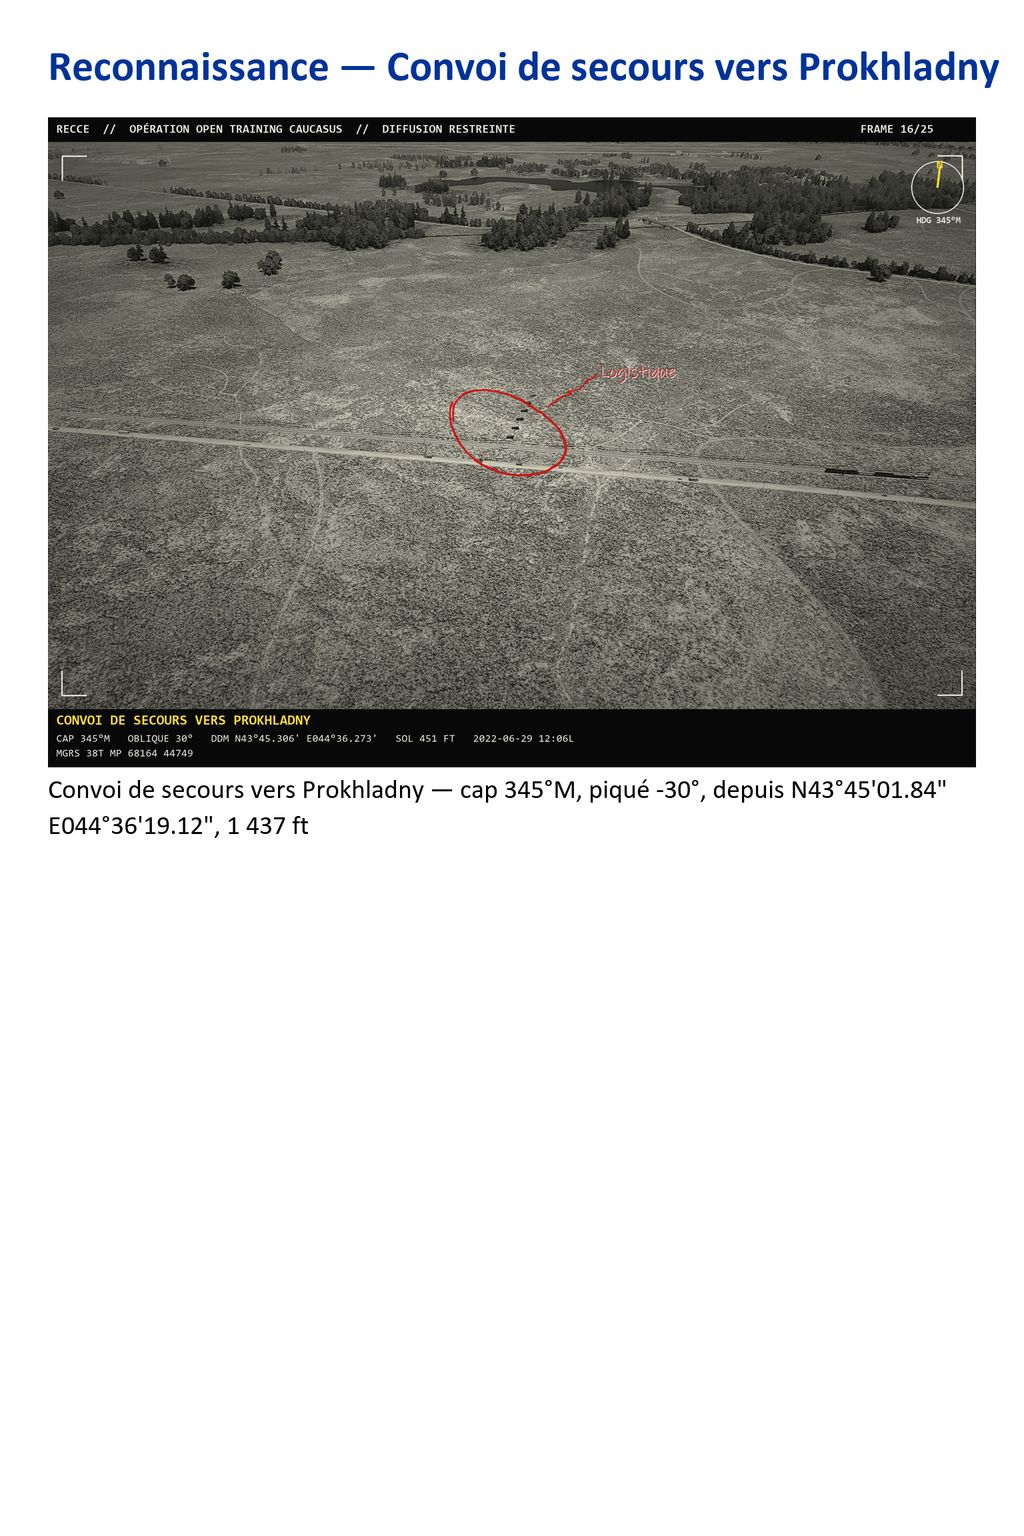 Reconnaissance — Convoi de secours vers Prokhladny
RECCE // OPÉRATION OPEN TRAINING CAUCASUS // DIFFUSION RESTREINTE FRAME 16/25
N
HDG 345°M
Logistique
CONVOI DE SECOURS VERS PROKHLADNY
CAP 345°M OBLIQUE 30° DDM N43°45.306' E044°36.273' SOL 451 FT 2022-06-29 12:06L
MGRS 38T MP 68164 44749
Convoi de secours vers Prokhladny — cap 345°M, piqué -30°, depuis N43°45'01.84"
E044°36'19.12", 1 437 ft